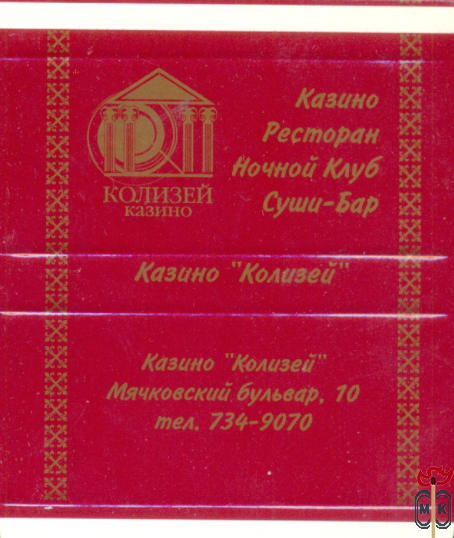 Казино
Ресторан
Ночной Клуб
Суши-Бар
КОЛИЗЕЙ
КАЗИНО
Казино "Колизей"
Казино "Колизей"
Мячковский бульвар, 10
тел. 734-9070
МК